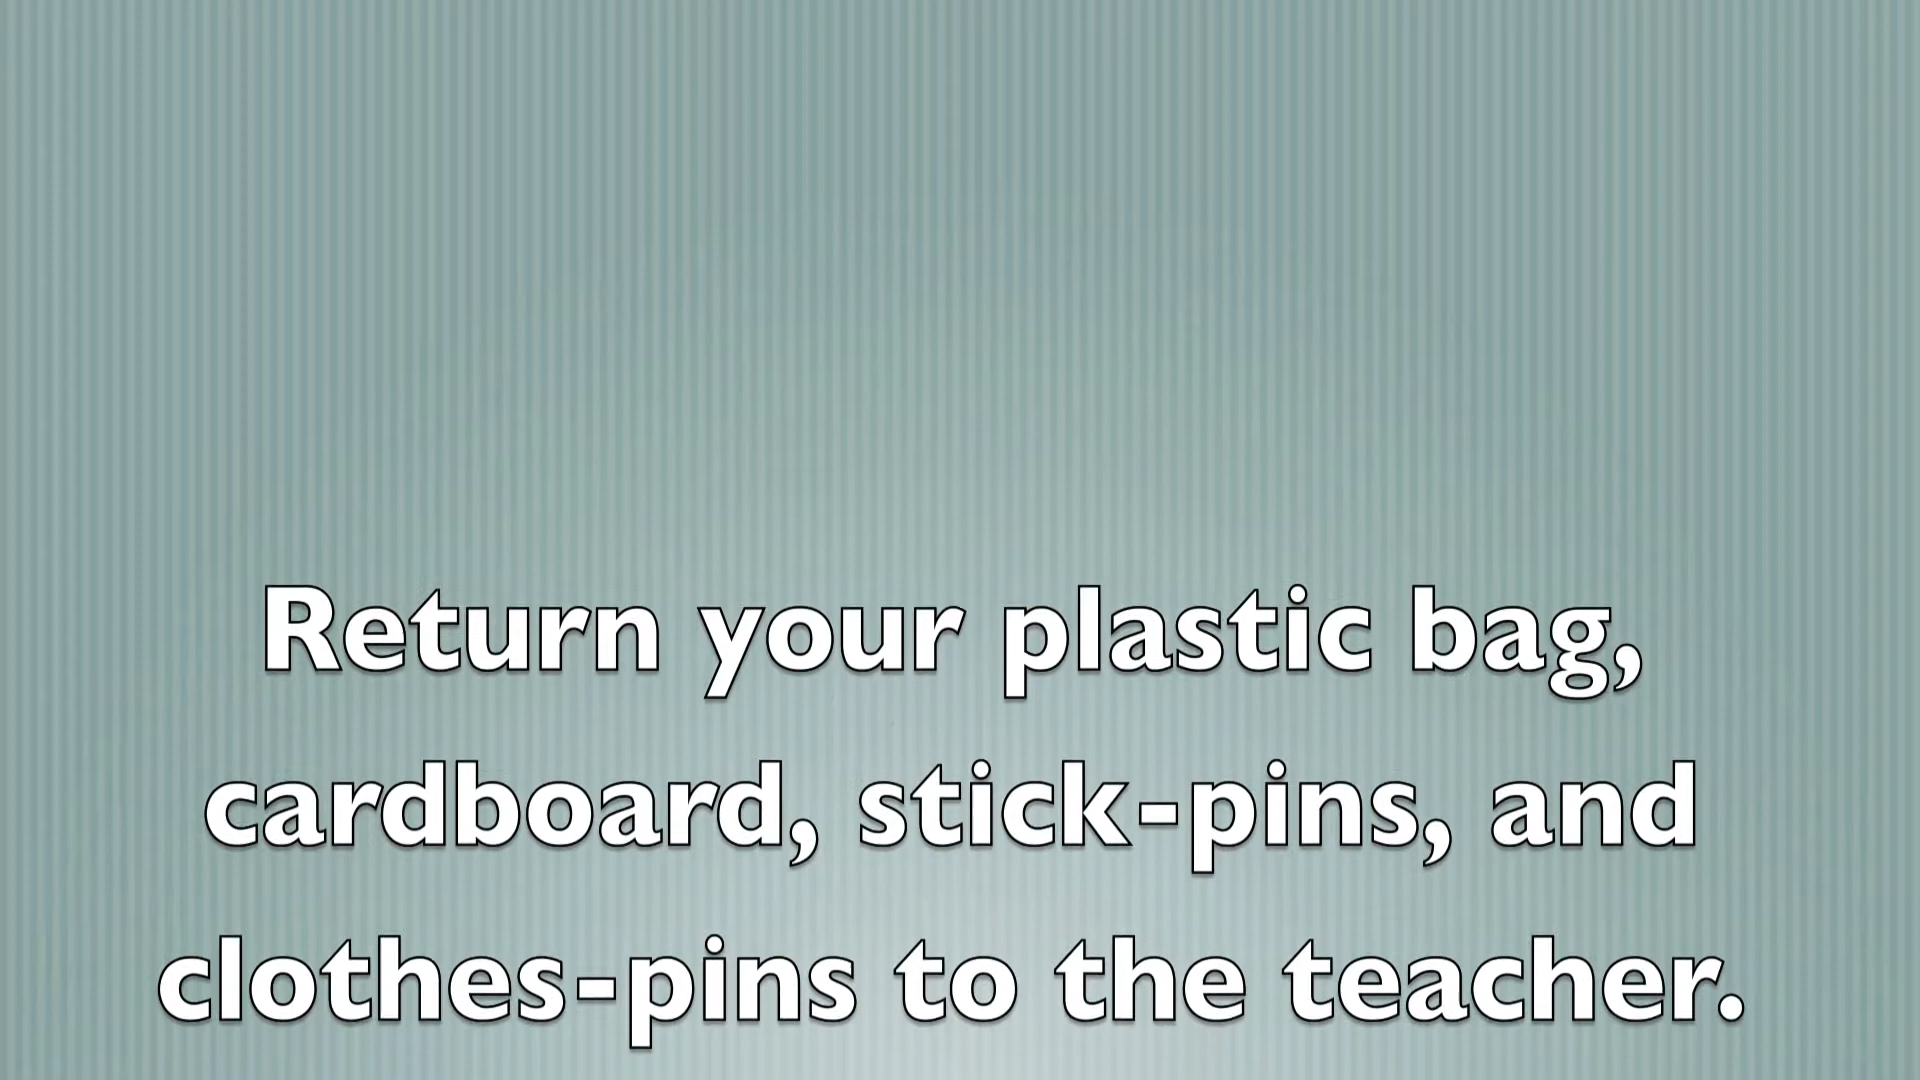 Return your plastic bag,
cardboard, stick-pins, and
clothes-pins to the teacher.